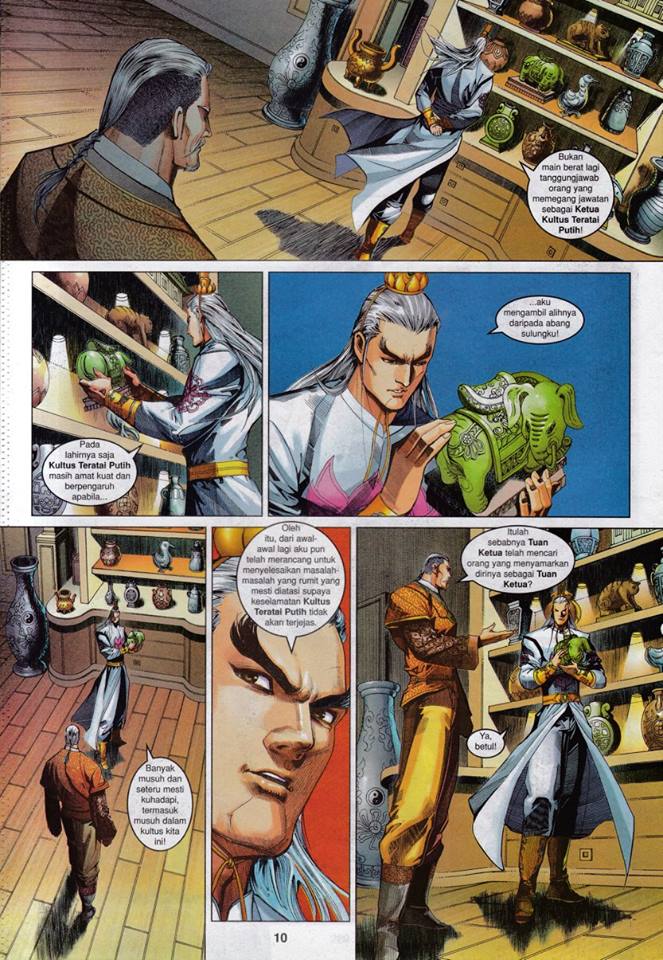 Bukan
main berat lagi
tanggungjawab
orang yang
memegang jawatan
sebagai Ketua
Kultus Teratai
Putih!
Pada
lahirnya saja
Kultus Teratai Putih
masih amat kuat dan
berpengaruh
apabila...
...aku
mengambil alihnya
daripada abang
sulungku!
Banyak
musuh dan
seteru mesti
kuhadapi,
termasuk
musuh dalam
kultus kita
ini!
Oleh
itu, dari awal-
awal lagi aku pun
telah merancang untuk
menyelesaikan masalah-
masalah yang rumit yang
mesti diatasi supaya
keselamatan Kultus
Teratai Putih tidak
akan terjejas.
Itulah
sebabnya Tuan
Ketua telah mencari
orang yang menyamarkan
dirinya sebagai Tuan
Ketua?
Ya,
betul!
10